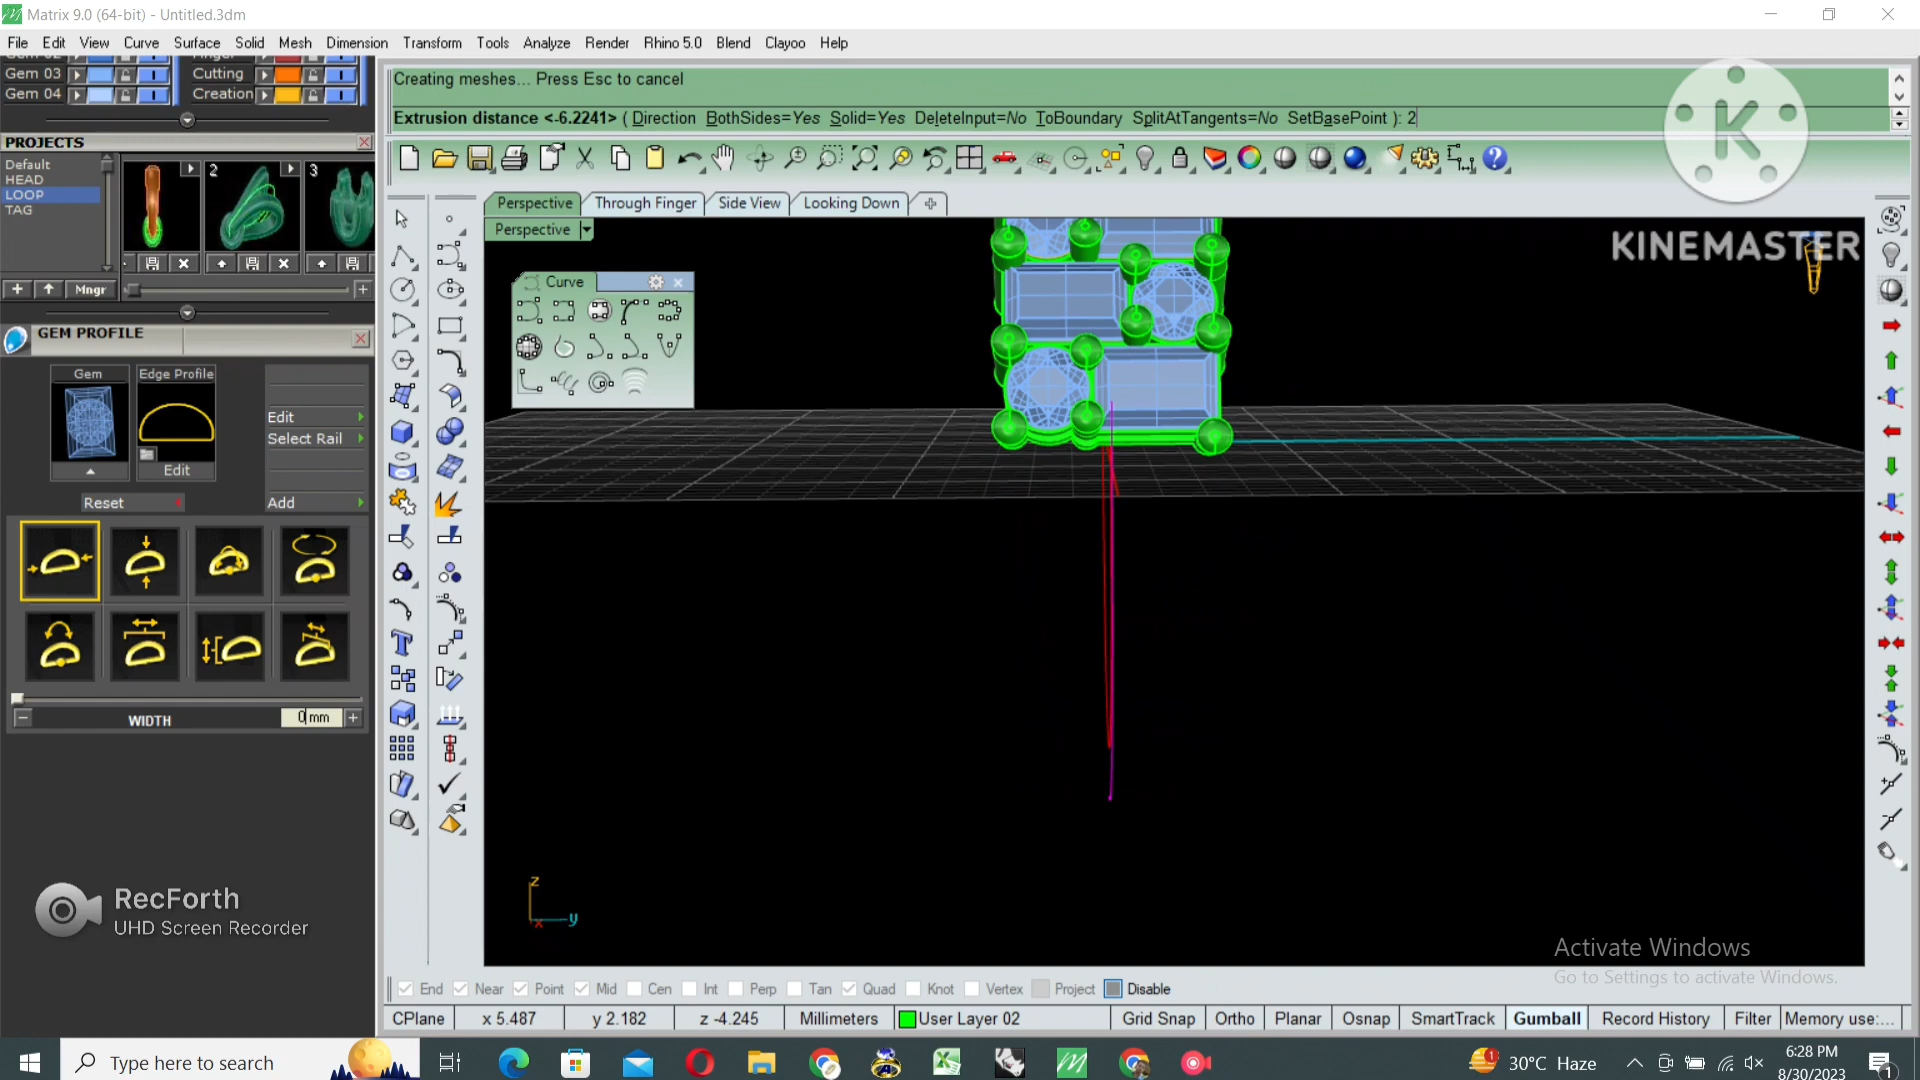 Matrix 9.0 (64-bit) - Untitled.3dm
File Edit View Curve Surface Solid Mesh Dimension Transform Tools Analyze Render Rhino 5.0 Blend Clayoo Help
Gem 03 Cutting
Gem 04 Creation
Creating meshes... Press Esc to cancel
Extrusion distance <-6.2241> ( Direction BothSides=Yes Solid=Yes DeleteInput=No ToBoundary SplitAtTangents=No SetBasePoint ): 2
K
PROJECTS
Default
HEAD
LOOP
TAG
2
3
Mngr
Perspective Through Finger Side View Looking Down
Perspective
KINEMASTER
Curve
GEM PROFILE
Gem Edge Profile
Edit
Select Rail
Edit
Reset
Add
WIDTH 0 mm
RecForth
UHD Screen Recorder
z
y
x
Activate Windows
Go to Settings to activate Windows.
End Near Point Mid Cen Int Perp Tan Quad Knot Vertex Project Disable
CPlane x 5.487 y 2.182 z -4.245 Millimeters User Layer 02 Grid Snap Ortho Planar Osnap SmartTrack Gumball Record History Filter Memory use:...
Type here to search
1
30°C Haze
6:28 PM
8/30/2023
1